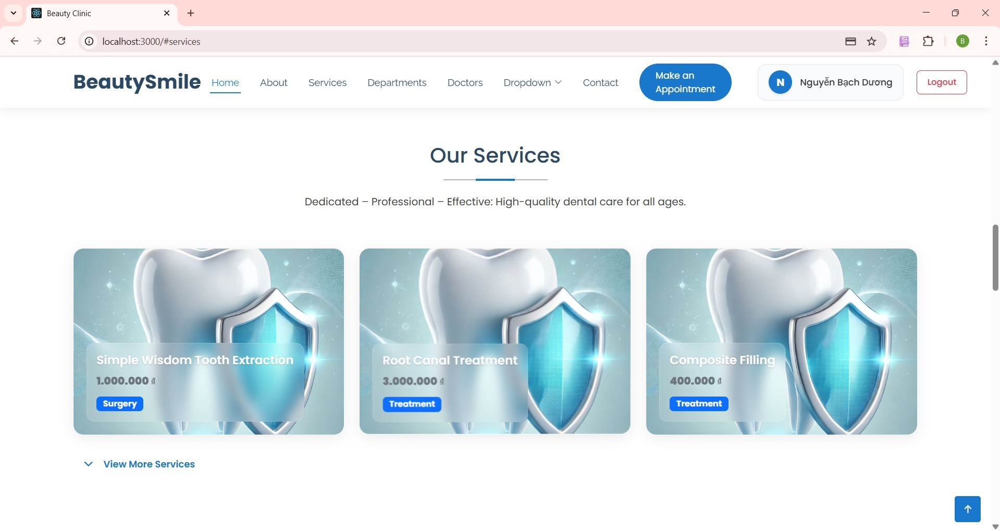 Beauty Clinic
localhost:3000/#services
BeautySmile
Home
About
Services
Departments
Doctors
Dropdown
Contact
Make an
Appointment
N
Nguyễn Bạch Dương
Logout
B
Our Services
Dedicated – Professional – Effective: High-quality dental care for all ages.
Simple Wisdom Tooth Extraction
1.000.000 ₫
Surgery
Root Canal Treatment
3.000.000 ₫
Treatment
Composite Filling
400.000 ₫
Treatment
View More Services